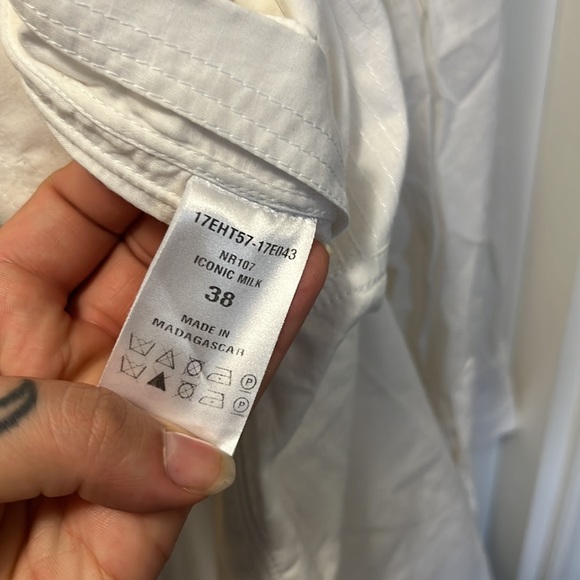 17EHT57-17E043
NR107
ICONIC MILK
38
MADE IN
MADAGASCAR
P
P